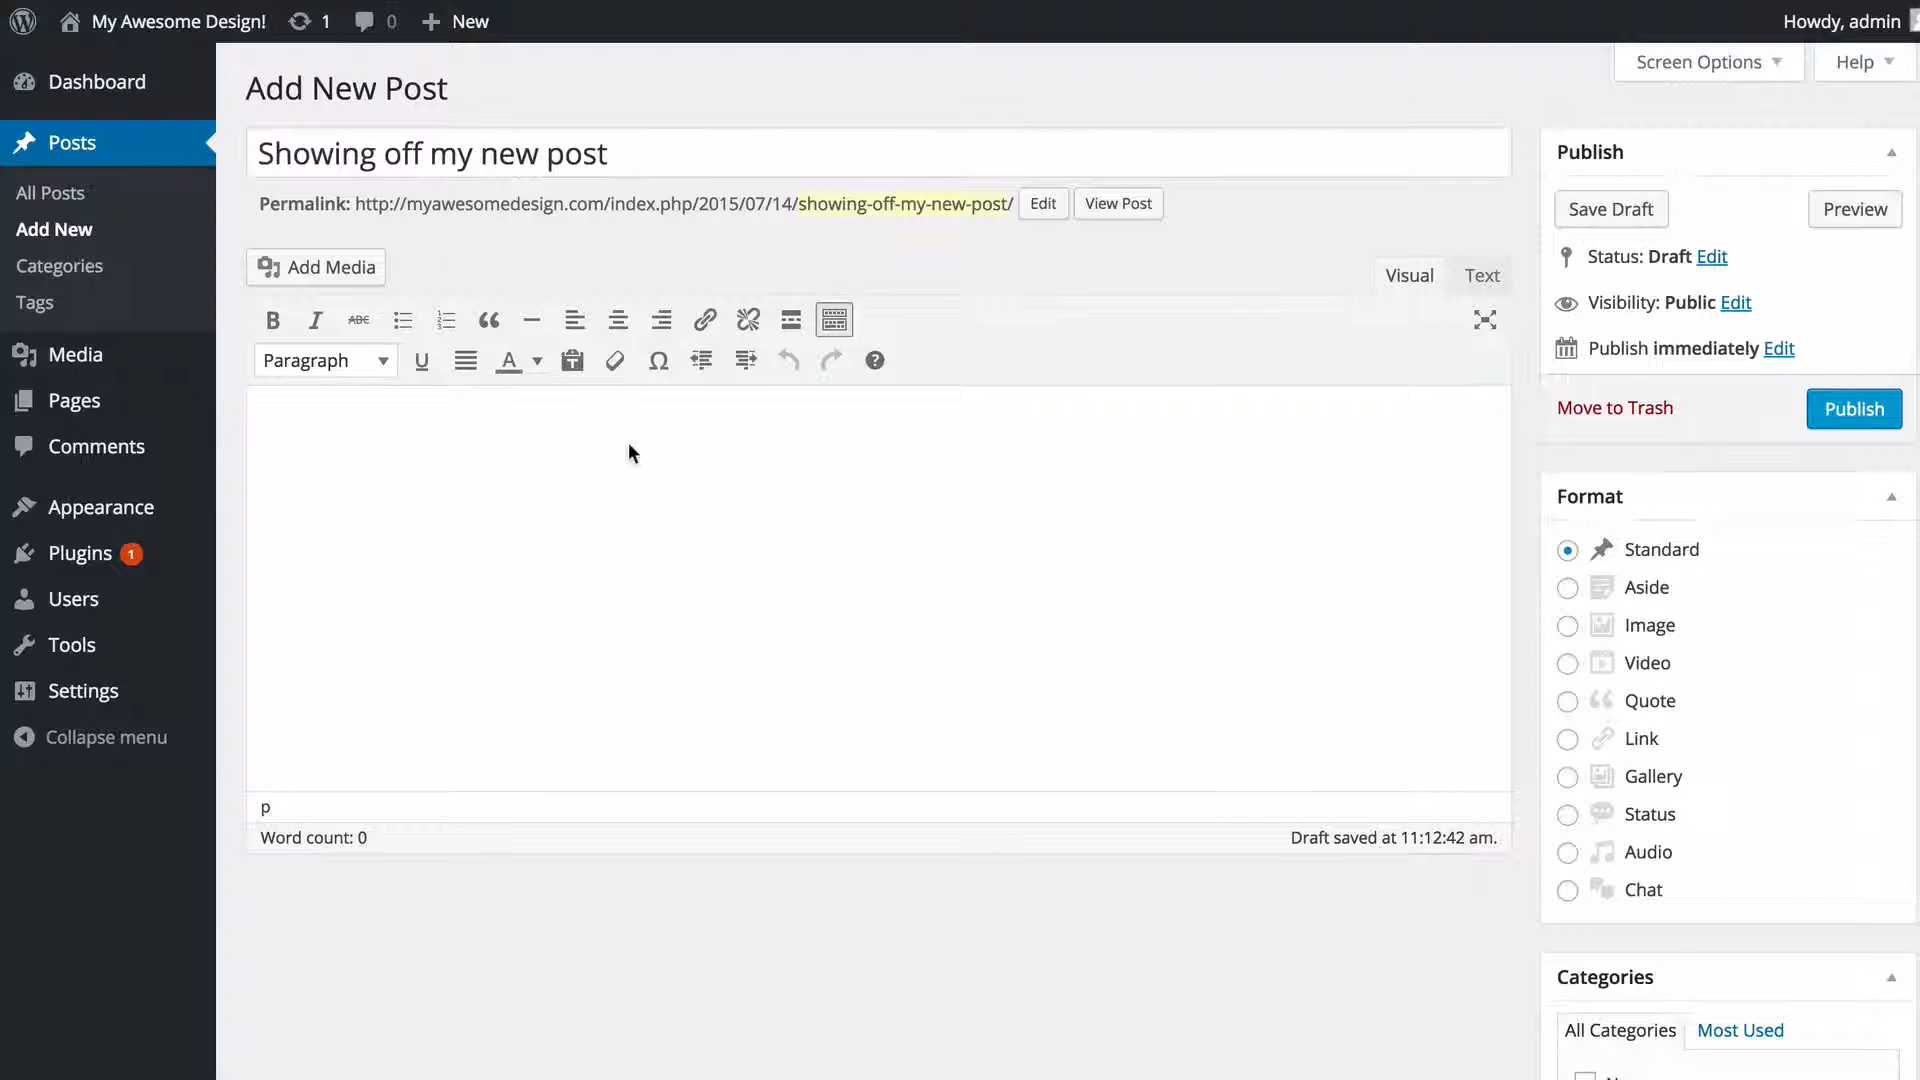 My Awesome Design! 1 0 New Howdy, admin
Screen Options Help
Dashboard
Posts
All Posts
Add New
Categories
Tags
Media
Pages
Comments
Appearance
Plugins 1
Users
Tools
Settings
Collapse menu
Add New Post
Showing off my new post
Permalink: http://myawesomedesign.com/index.php/2015/07/14/showing-off-my-new-post/ Edit View Post
Add Media
Visual Text
B I ABC
Paragraph U A Ω ?
p
Word count: 0 Draft saved at 11:12:42 am.
Publish
Save Draft Preview
Status: Draft Edit
Visibility: Public Edit
Publish immediately Edit
Move to Trash Publish
Format
Standard
Aside
Image
Video
Quote
Link
Gallery
Status
Audio
Chat
Categories
All Categories Most Used